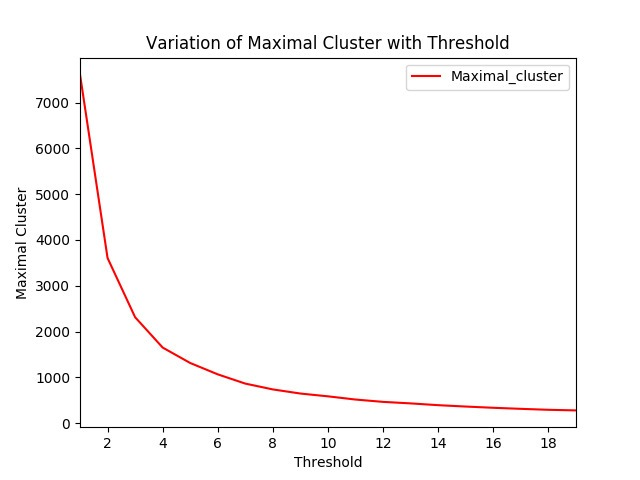 Variation of Maximal Cluster with Threshold
Maximal_cluster
Maximal Cluster
7000
6000
5000
4000
3000
2000
1000
0
2 4 6 8 10 12 14 16 18
Threshold